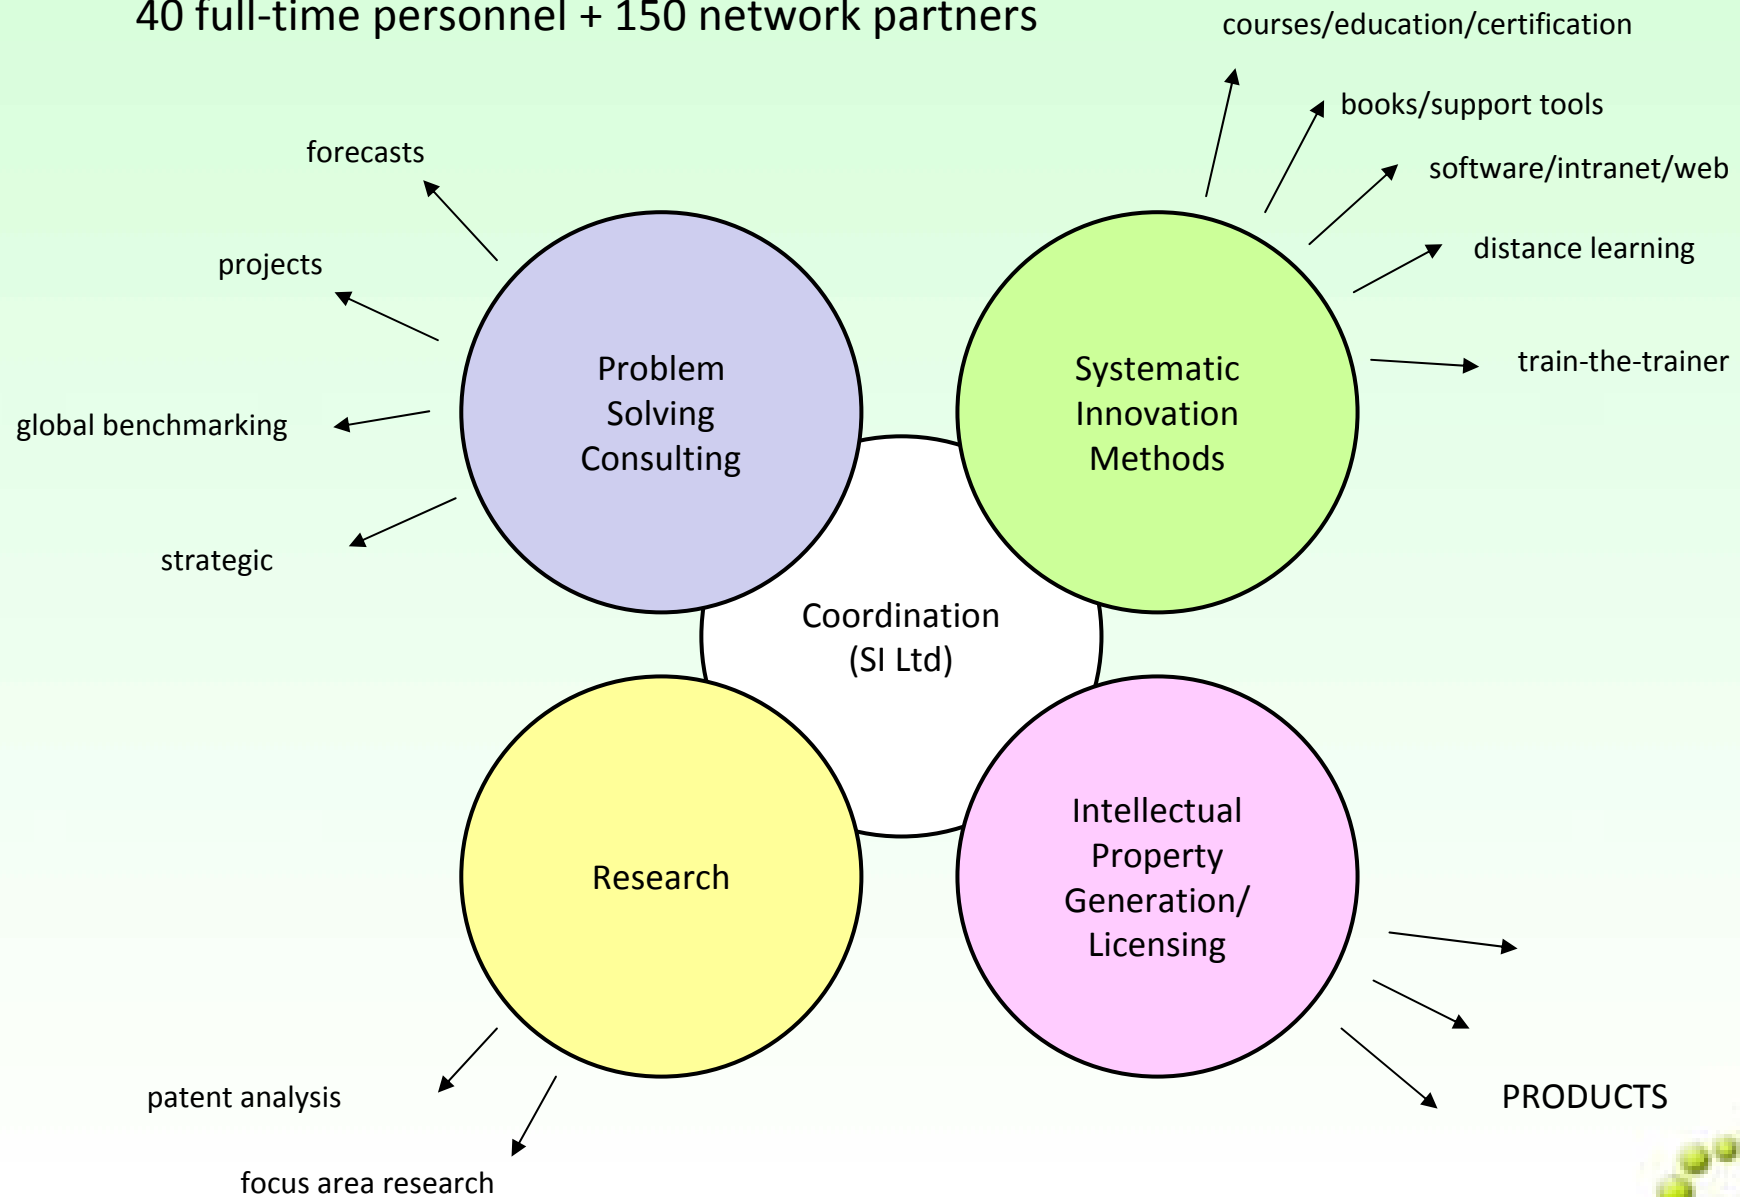 40 full-time personnel + 150 network partners
courses/education/certification
books/support tools
software/intranet/web
distance learning
train-the-trainer
forecasts
projects
global benchmarking
strategic
Problem
Solving
Consulting
Systematic
Innovation
Methods
Coordination
(SI Ltd)
Research
Intellectual
Property
Generation/
Licensing
patent analysis
focus area research
PRODUCTS